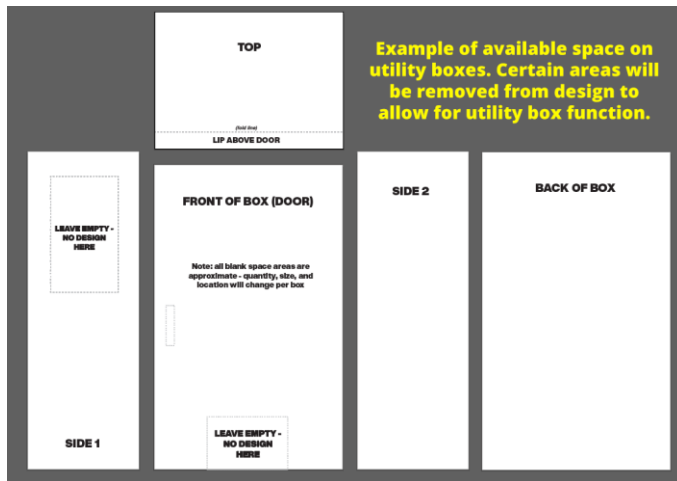 TOP
Example of available space on
utility boxes. Certain areas will
be removed from design to
allow for utility box function.
(fold line)
LIP ABOVE DOOR
LEAVE EMPTY -
NO DESIGN
HERE
SIDE 1
FRONT OF BOX (DOOR)
Note: all blank space areas are
approximate - quantity, size, and
location will change per box
LEAVE EMPTY -
NO DESIGN
HERE
SIDE 2
BACK OF BOX